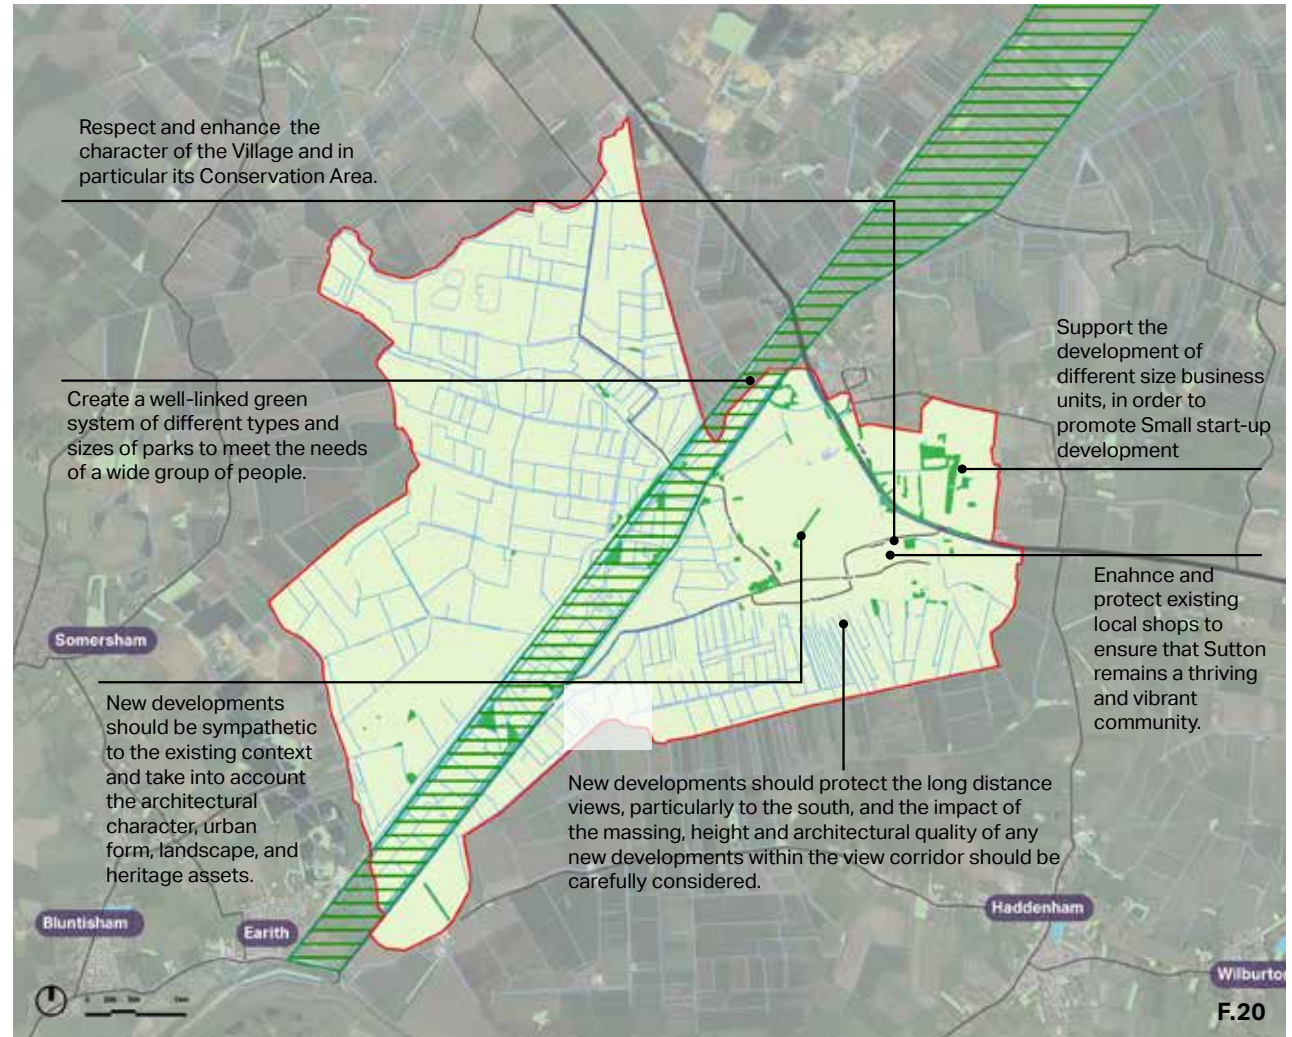 Respect and enhance the
character of the Village and in
particular its Conservation Area.
Support the
development of
different size business
units, in order to
promote Small start-up
development
Create a well-linked green
system of different types and
sizes of parks to meet the needs
of a wide group of people.
Enahnce and
protect existing
local shops to
ensure that Sutton
remains a thriving
and vibrant
community.
Somersham
New developments
should be sympathetic
to the existing context
and take into account
the architectural
character, urban
form, landscape, and
heritage assets.
New developments should protect the long distance
views, particularly to the south, and the impact of
the massing, height and architectural quality of any
new developments within the view corridor should be
carefully considered.
Bluntisham
Earith
Haddenham
Wilburto
F.20